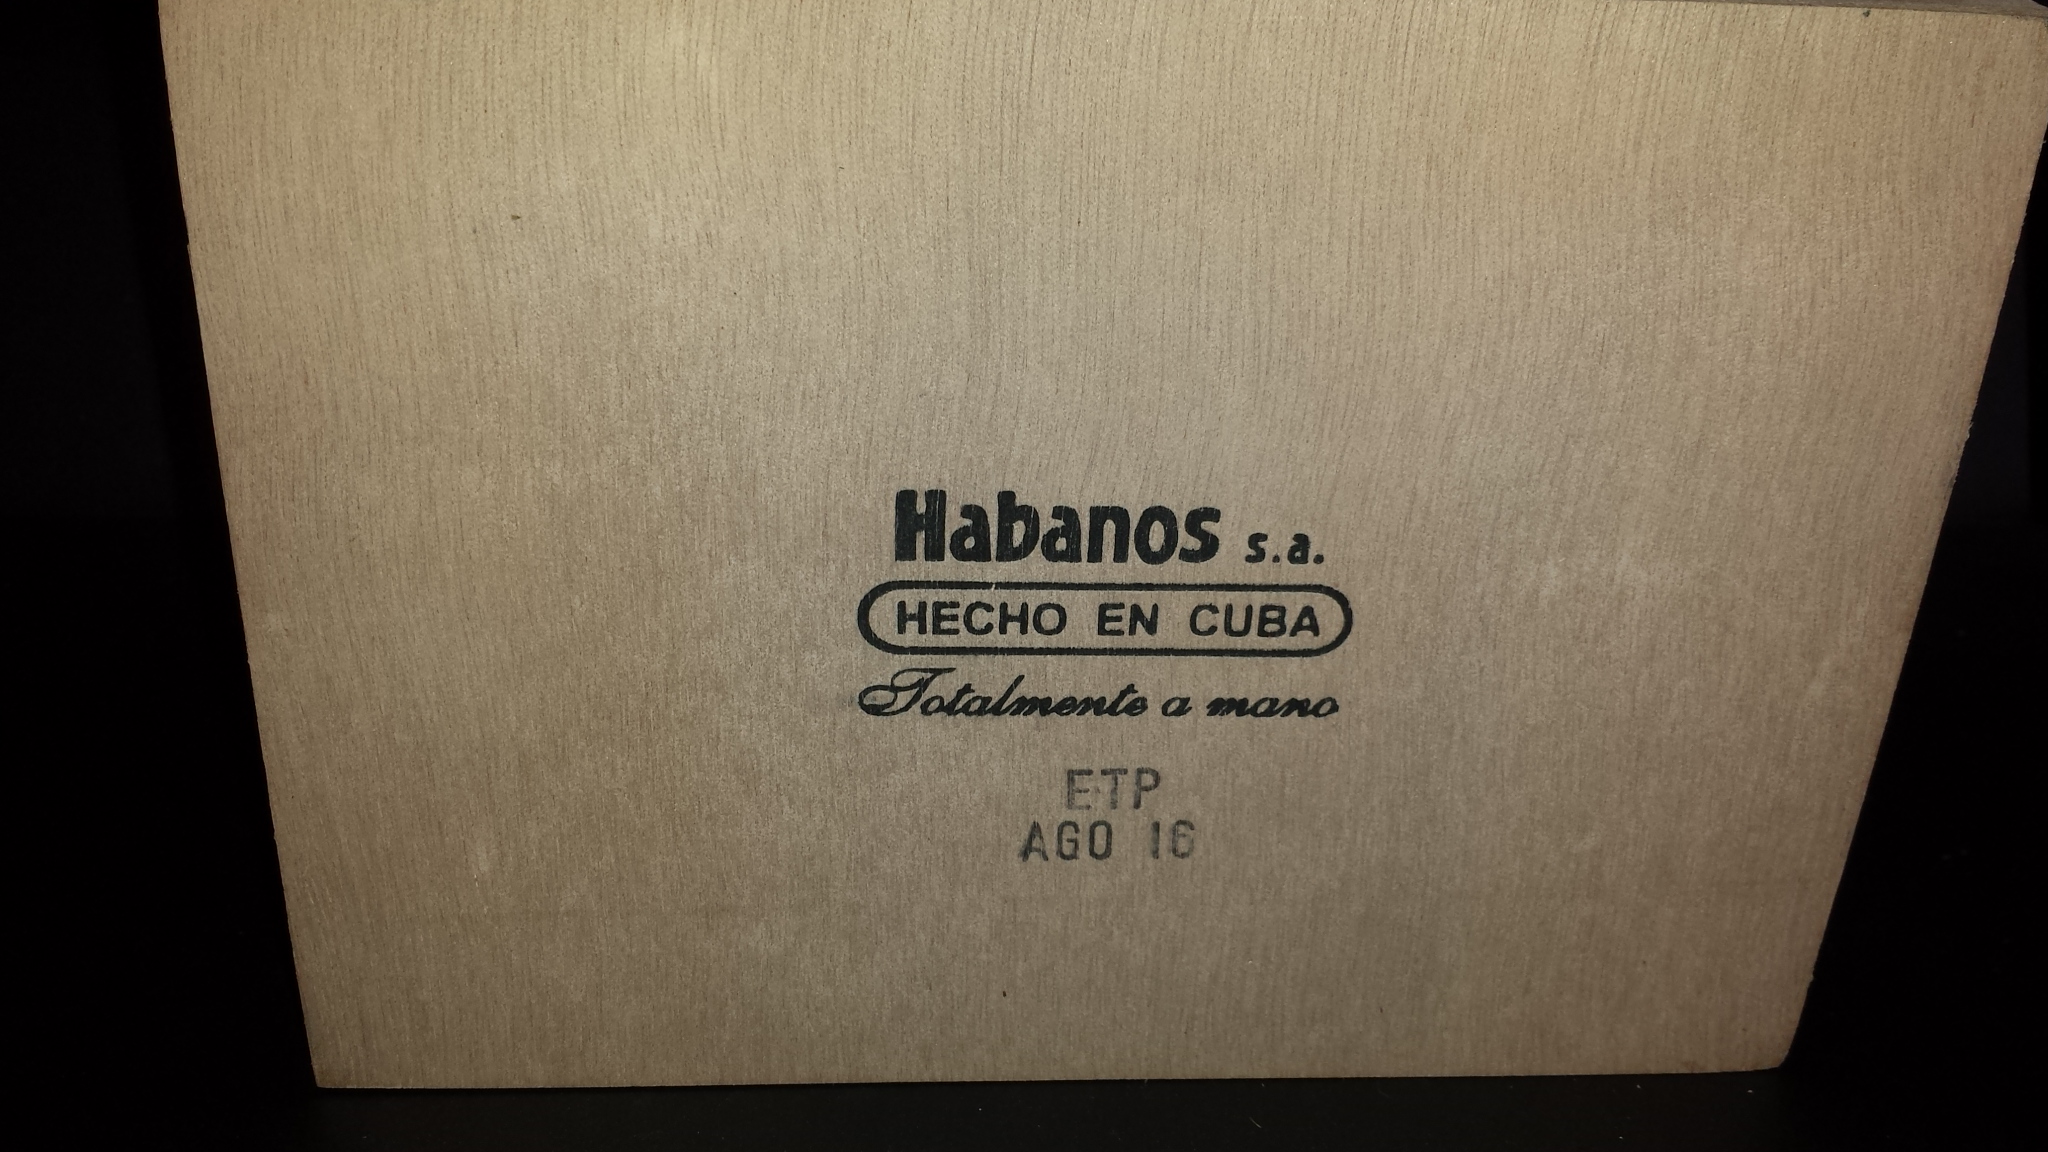 Habanos s.a.
HECHO EN CUBA
Totalmente a mano
ETP
AGO 16